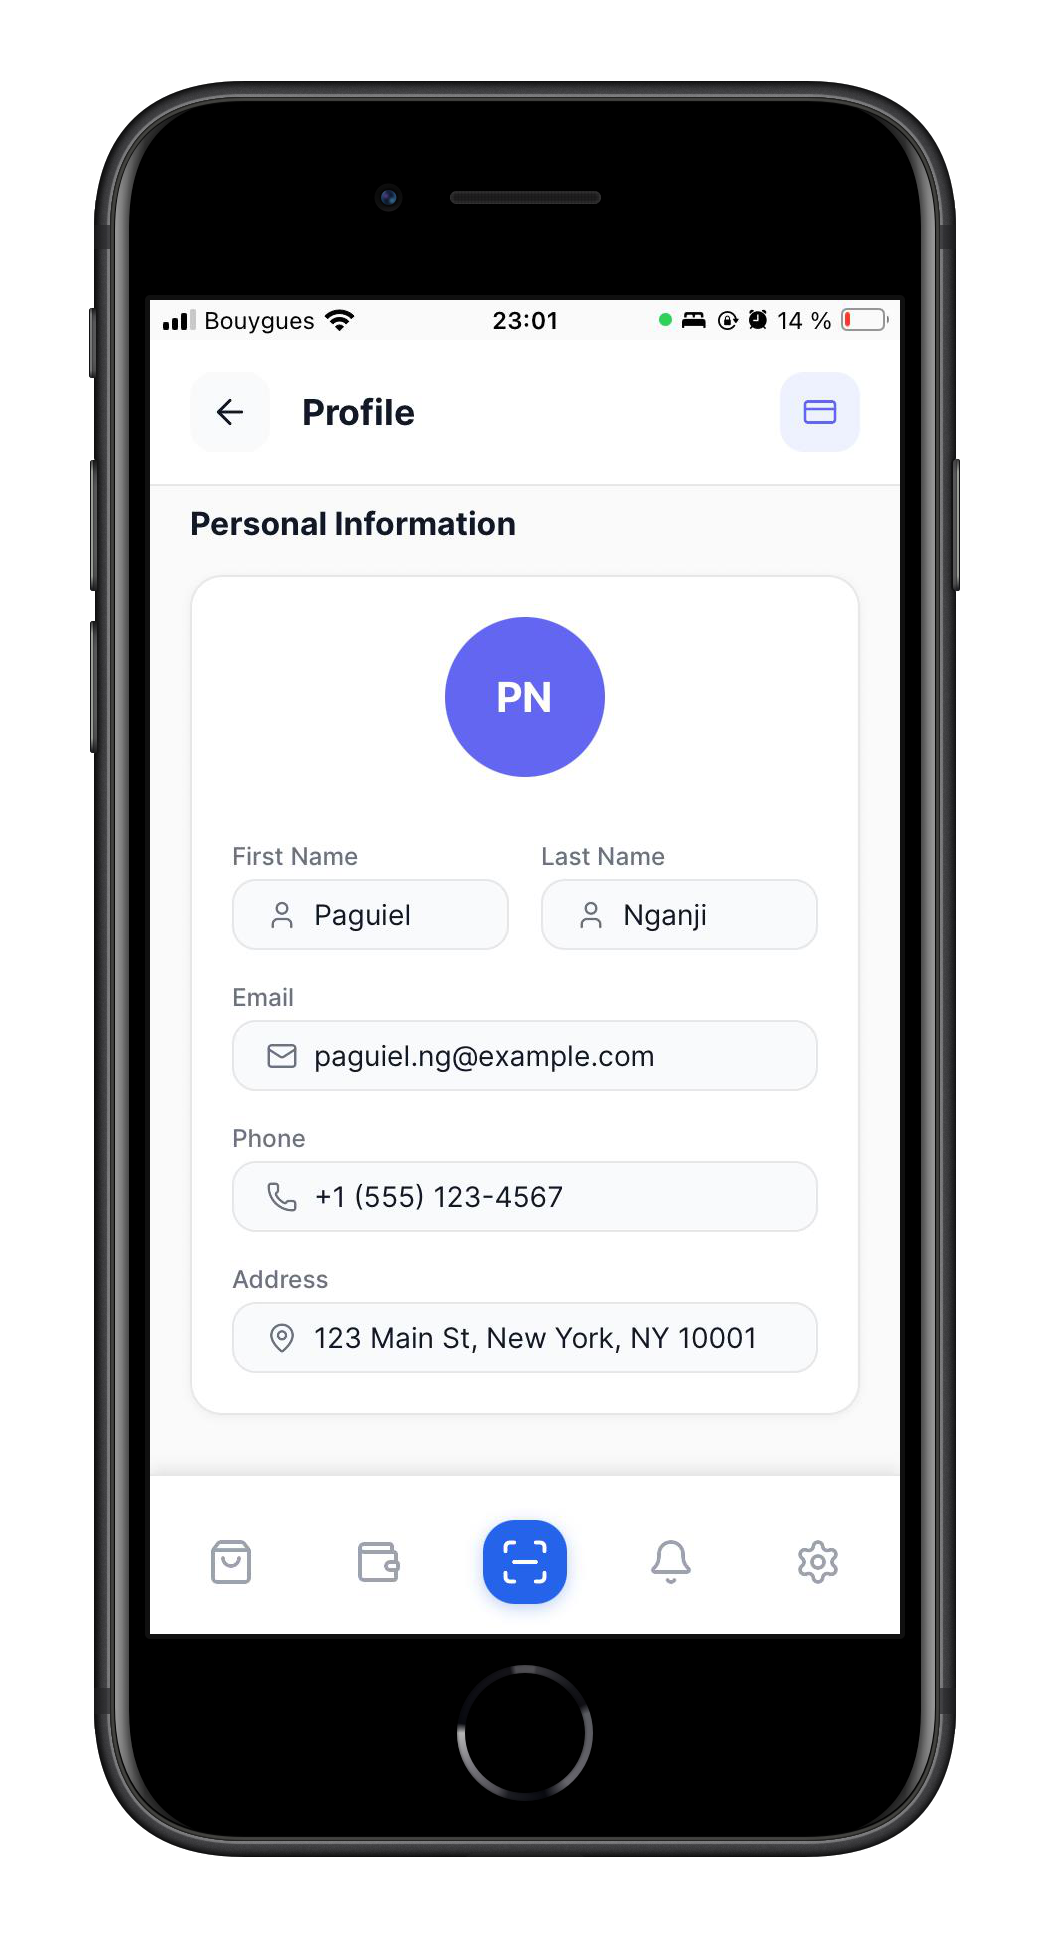 Bouygues 23:01 14 %
Profile
Personal Information
PN
First Name Last Name
Paguiel Nganji
Email
paguiel.ng@example.com
Phone
+1 (555) 123-4567
Address
123 Main St, New York, NY 10001